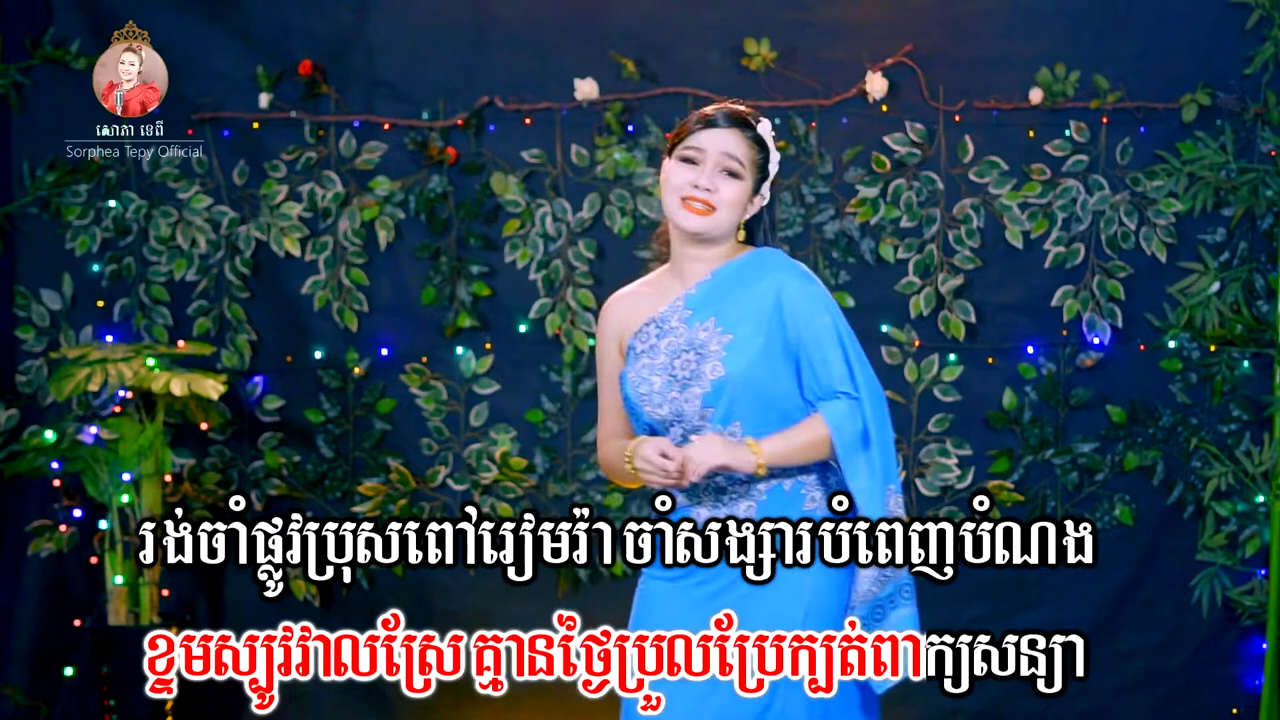 សោភា ទេពី
Sorphea Tepy Official
រង់ចាំផ្លូវប្រុសពៅរៀមរ៉ា ចាំសង្សារបំពេញបំណង
ខ្ទមស្បូវវាលស្រែ គ្មានថ្ងៃប្រួលប្រែក្បត់ពាក្យសន្យា